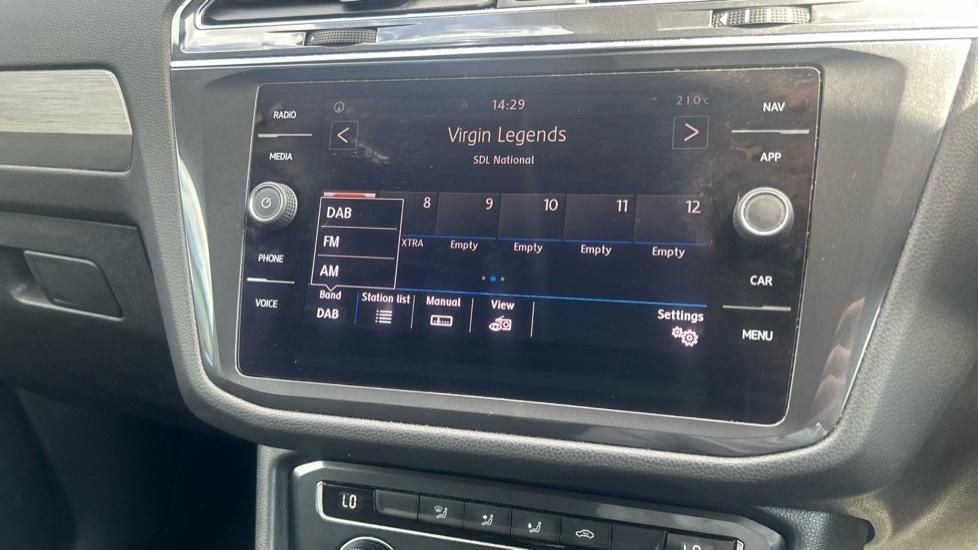 14:29
21.0°C
RADIO
NAV
Virgin Legends
SDL National
MEDIA
APP
8 9 10 11 12
DAB
FM
AM
XTRA Empty Empty Empty Empty
PHONE
CAR
VOICE
MENU
Band Station list Manual View Settings
DAB
LO
LO